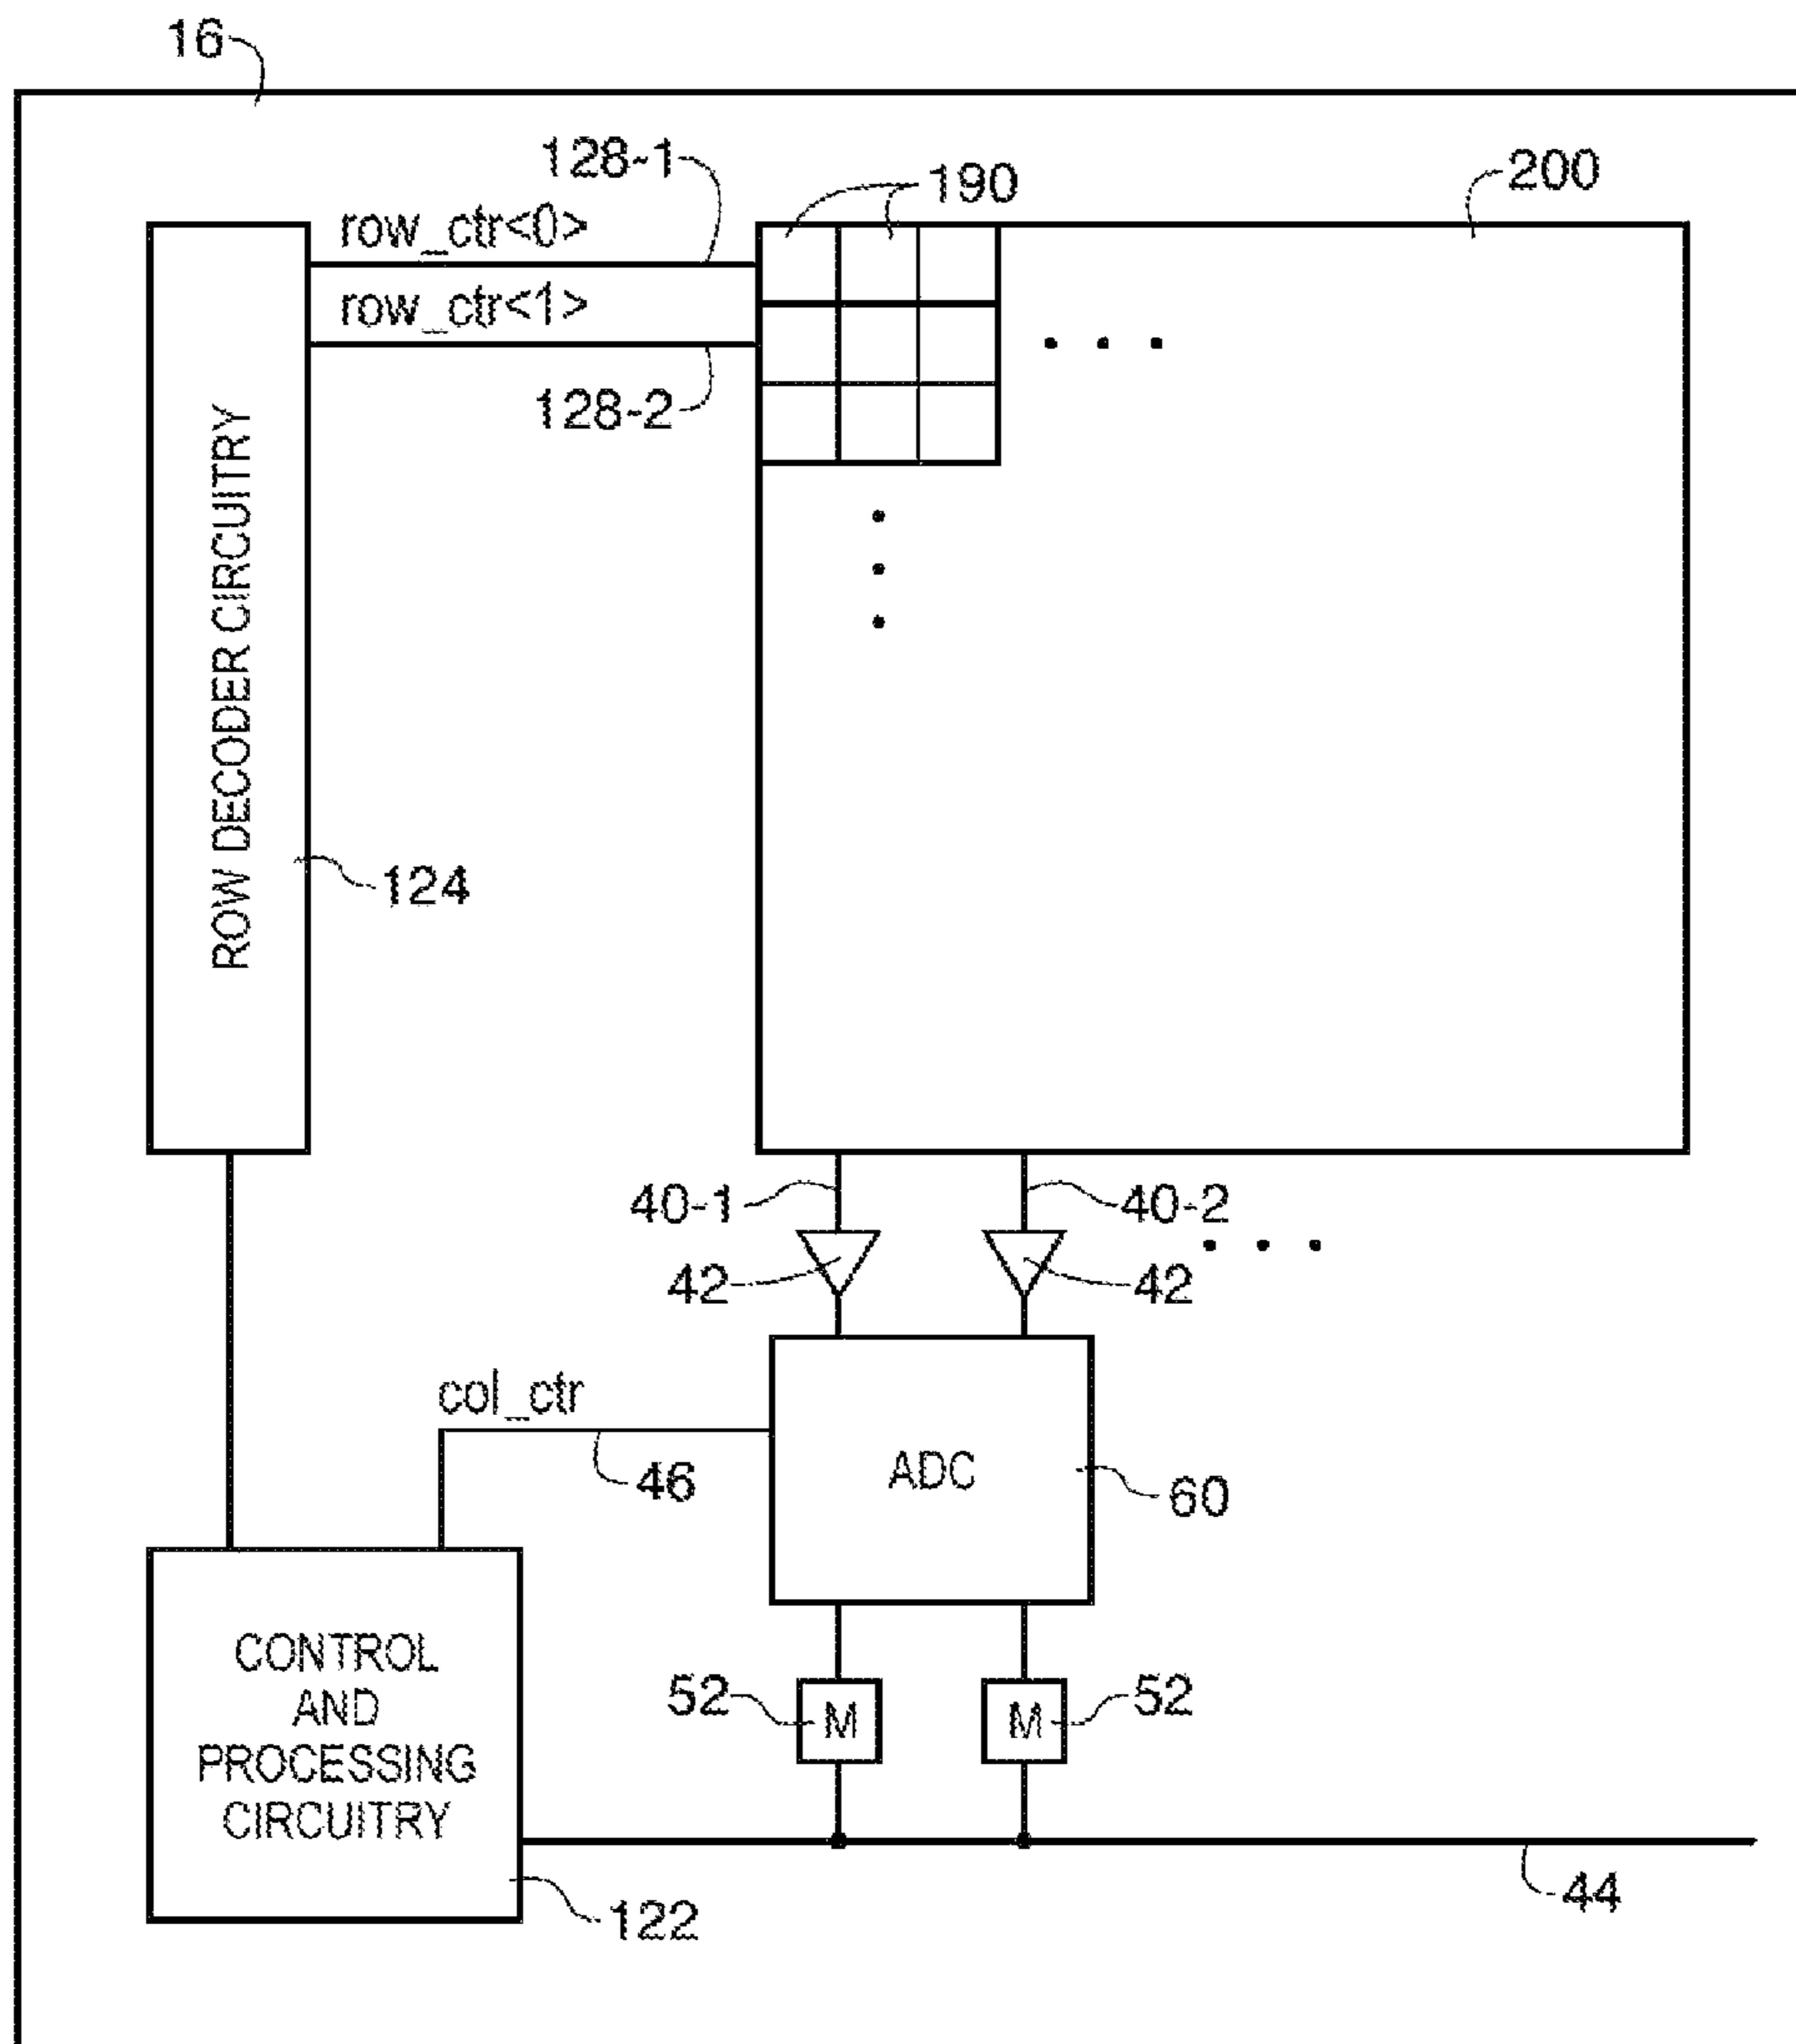 16
128-1
190
200
row_ctr<0>
row_ctr<1>
128-2
ROW DECODER CIRCUITRY
124
40-1
40-2
42
42
col_ctr
46
ADC
60
CONTROL
AND
PROCESSING
CIRCUITRY
52
M
M
52
44
122